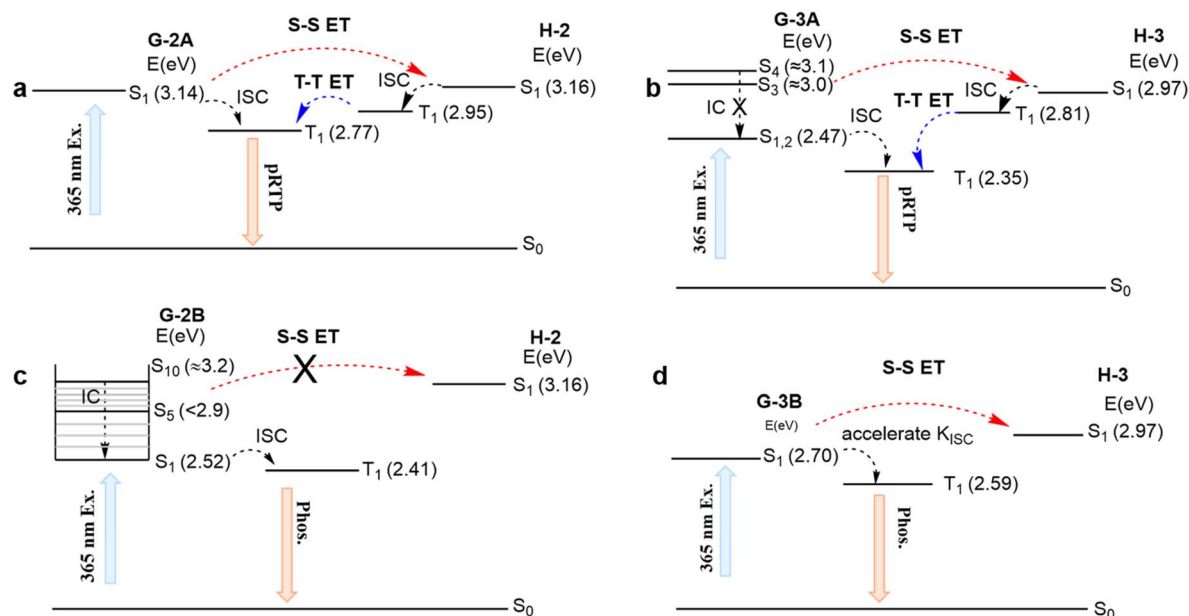 a
G-2A
E(eV)
S-S ET
H-2
E(eV)
S1 (3.14)
ISC
T-T ET
ISC
S1 (3.16)
T1 (2.77)
T1 (2.95)
365 nm Ex.
pRTP
S0
b
G-3A
E(eV)
S-S ET
H-3
E(eV)
S4 (≈3.1)
S3 (≈3.0)
IC X
T-T ET
ISC
S1 (2.97)
S1,2 (2.47)
ISC
T1 (2.81)
T1 (2.35)
365 nm Ex.
pRTP
S0
c
G-2B
E(eV)
S-S ET
X
H-2
E(eV)
S10 (≈3.2)
IC
S5 (<2.9)
S1 (3.16)
S1 (2.52)
ISC
T1 (2.41)
365 nm Ex.
Phos.
S0
d
S-S ET
H-3
G-3B
E(eV)
E(eV)
accelerate KISC
S1 (2.97)
S1 (2.70)
T1 (2.59)
365 nm Ex.
Phos.
S0